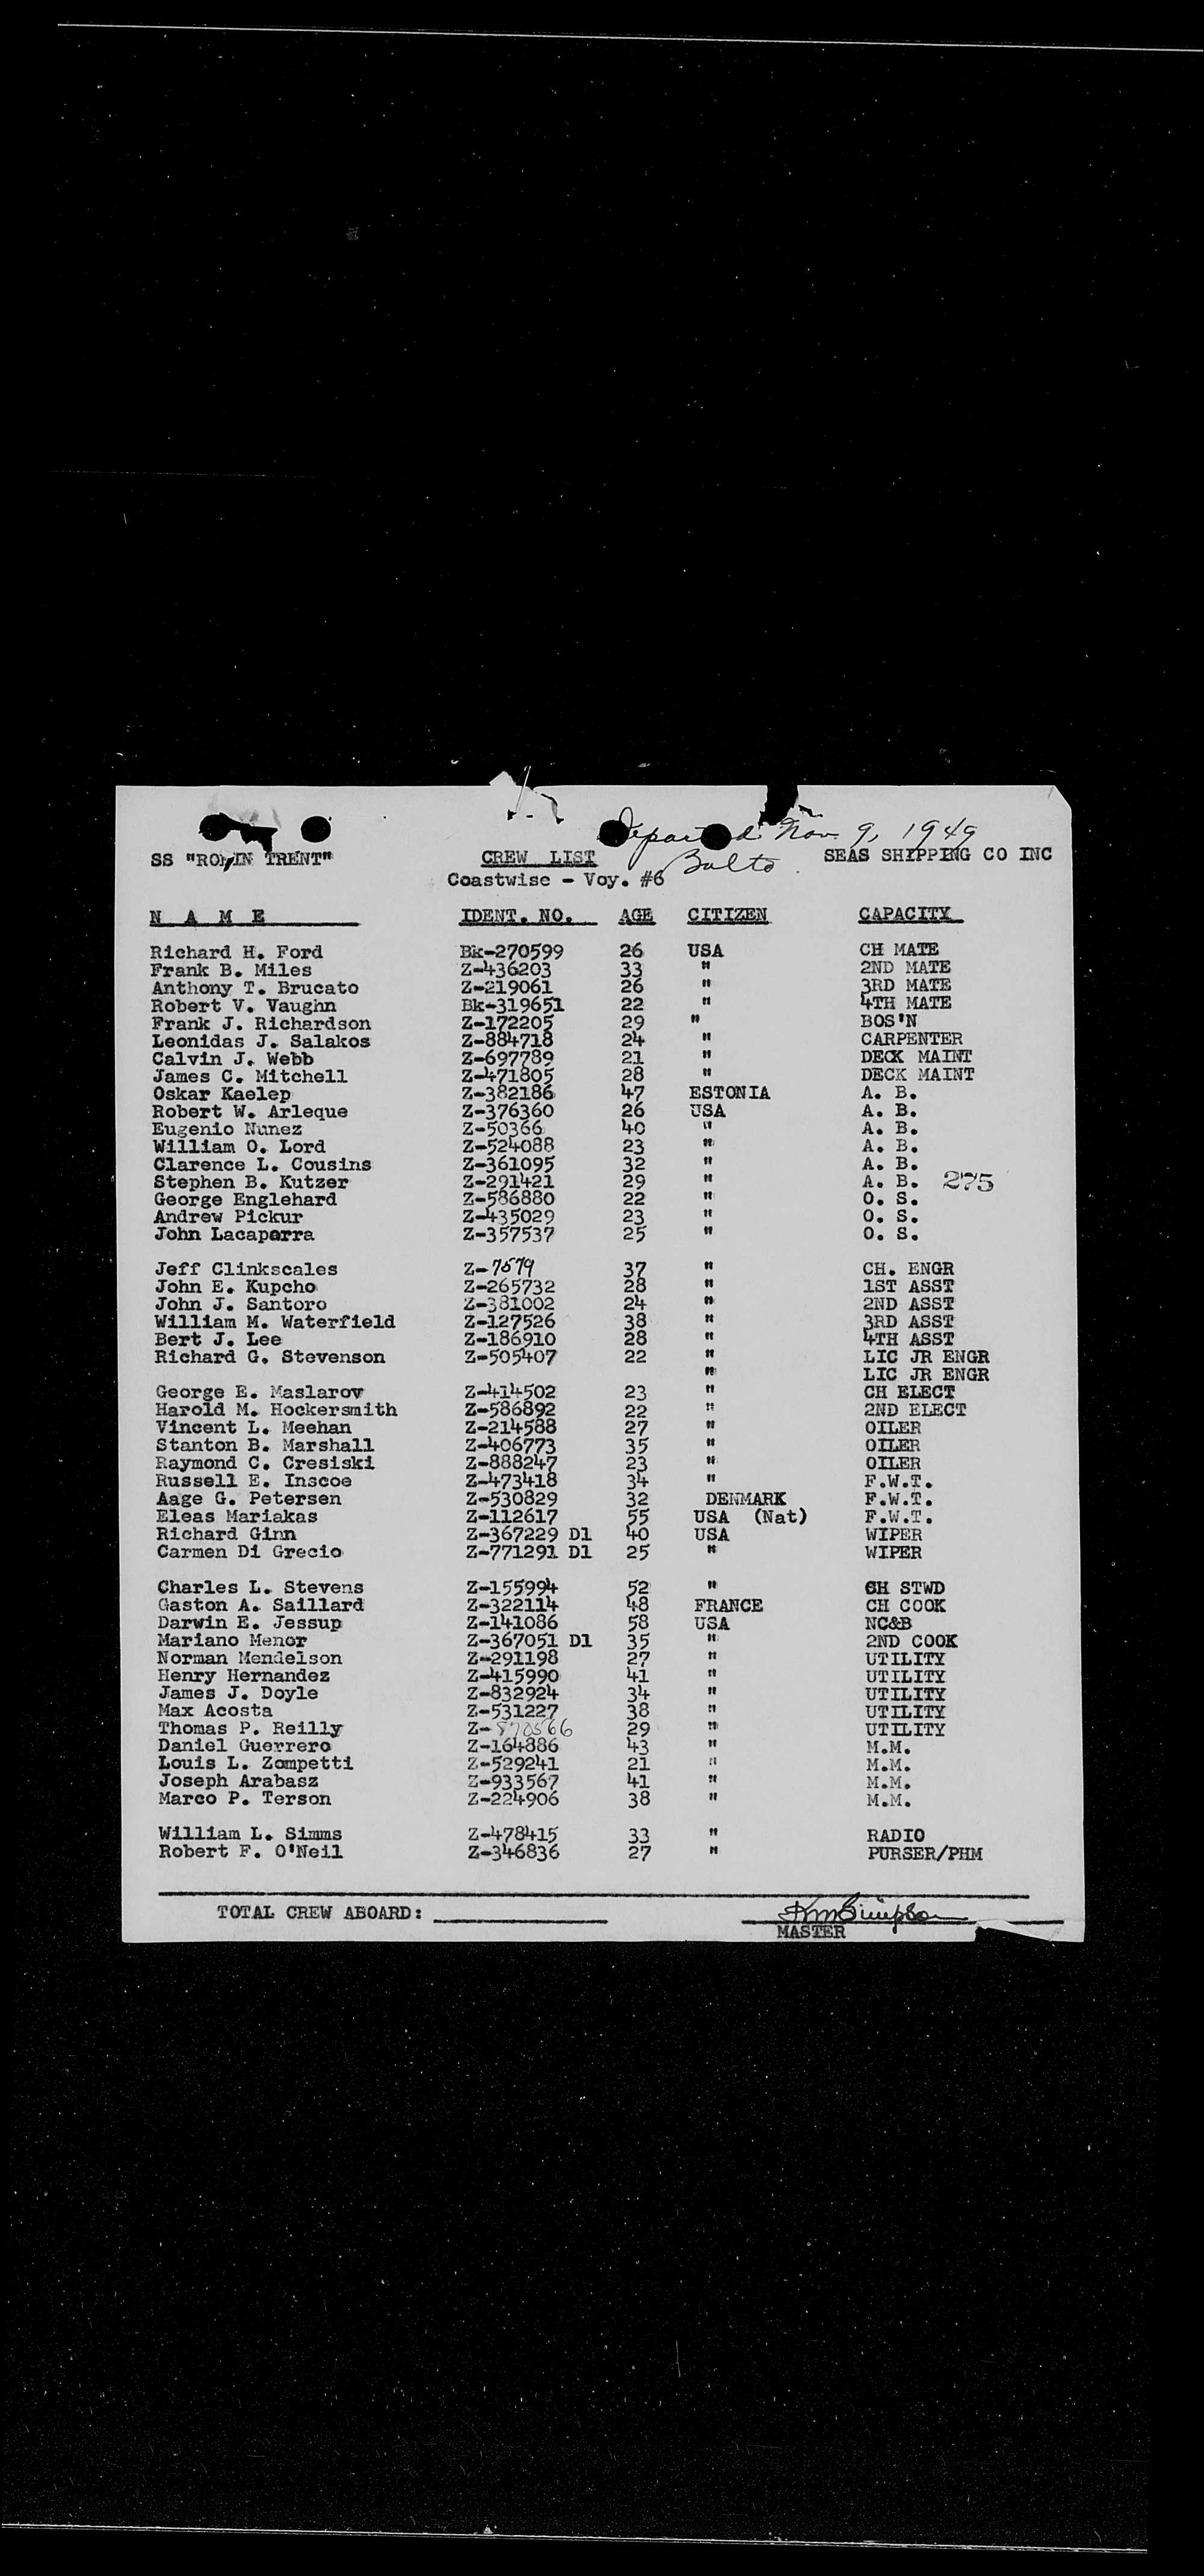 Departed Nov 9, 1949
SS "ROBIN TRENT" CREW LIST Balto. SEAS SHIPPING CO INC
Coastwise - Voy. #6
N A M E IDENT. NO. AGE CITIZEN CAPACITY
Richard H. Ford Bk-270599 26 USA CH MATE
Frank B. Miles Z-436203 33 " 2ND MATE
Anthony T. Brucato Z-219061 26 " 3RD MATE
Robert V. Vaughn Bk-319651 22 " 4TH MATE
Frank J. Richardson Z-172205 29 " BOS'N
Leonidas J. Salakos Z-884718 24 " CARPENTER
Calvin J. Webb Z-697789 21 " DECK MAINT
James C. Mitchell Z-471805 28 " DECK MAINT
Oskar Kaelep Z-382186 47 ESTONIA A. B.
Robert W. Arleque Z-376360 26 USA A. B.
Eugenio Nunez Z-50366 40 " A. B.
William O. Lord Z-524088 23 " A. B.
Clarence L. Cousins Z-361095 32 " A. B.
Stephen B. Kutzer Z-291421 29 " A. B. 275
George Englehard Z-586880 22 " O. S.
Andrew Pickur Z-435029 23 " O. S.
John Lacaparra Z-357537 25 " O. S.
Jeff Clinkscales Z-7579 37 " CH. ENGR
John E. Kupcho Z-265732 28 " 1ST ASST
John J. Santoro Z-381002 24 " 2ND ASST
William M. Waterfield Z-127526 38 " 3RD ASST
Bert J. Lee Z-186910 28 " 4TH ASST
Richard G. Stevenson Z-505407 22 " LIC JR ENGR
" LIC JR ENGR
George E. Maslarov Z-414502 23 " CH ELECT
Harold M. Hockersmith Z-586892 22 " 2ND ELECT
Vincent L. Meehan Z-214588 27 " OILER
Stanton B. Marshall Z-406773 35 " OILER
Raymond C. Cresiski Z-888247 23 " OILER
Russell E. Inscoe Z-473418 34 " F.W.T.
Aage G. Petersen Z-530829 32 DENMARK F.W.T.
Eleas Mariakas Z-112617 55 USA (Nat) F.W.T.
Richard Ginn Z-367229 D1 40 USA WIPER
Carmen Di Grecio Z-771291 D1 25 " WIPER
Charles L. Stevens Z-155994 52 " CH STWD
Gaston A. Saillard Z-322114 48 FRANCE CH COOK
Darwin E. Jessup Z-141086 58 USA NC&B
Mariano Menor Z-367051 D1 35 " 2ND COOK
Norman Mendelson Z-291198 27 " UTILITY
Henry Hernandez Z-415990 41 " UTILITY
James J. Doyle Z-832924 34 " UTILITY
Max Acosta Z-531227 38 " UTILITY
Thomas P. Reilly Z-870566 29 " UTILITY
Daniel Guerrero Z-164886 43 " M.M.
Louis L. Zompetti Z-529241 21 " M.M.
Joseph Arabasz Z-933567 41 " M.M.
Marco P. Terson Z-224906 38 " M.M.
William L. Simms Z-478415 33 " RADIO
Robert F. O'Neil Z-346836 27 " PURSER/PHM
TOTAL CREW ABOARD: KmSimpson
MASTER